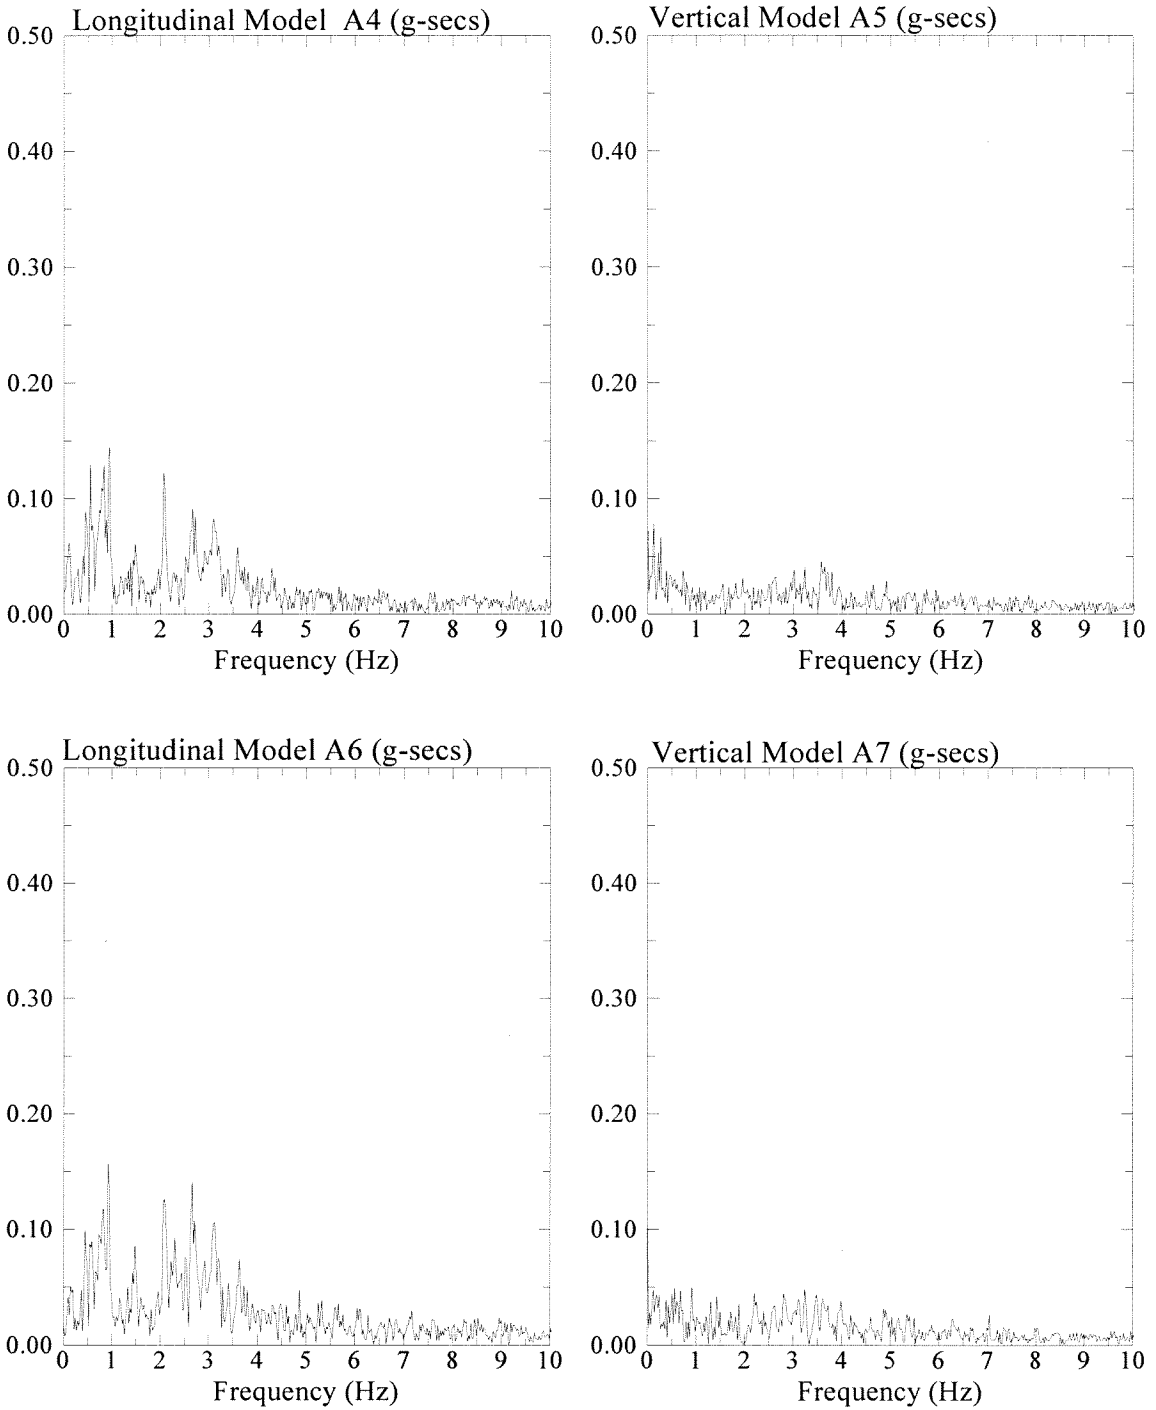 Longitudinal Model A4 (g-secs)
0.50
0.40
0.30
0.20
0.10
0.00
0 1 2 3 4 5 6 7 8 9 10
Frequency (Hz)
Vertical Model A5 (g-secs)
0.50
0.40
0.30
0.20
0.10
0.00
0 1 2 3 4 5 6 7 8 9 10
Frequency (Hz)
Longitudinal Model A6 (g-secs)
0.50
0.40
0.30
0.20
0.10
0.00
0 1 2 3 4 5 6 7 8 9 10
Frequency (Hz)
Vertical Model A7 (g-secs)
0.50
0.40
0.30
0.20
0.10
0.00
0 1 2 3 4 5 6 7 8 9 10
Frequency (Hz)